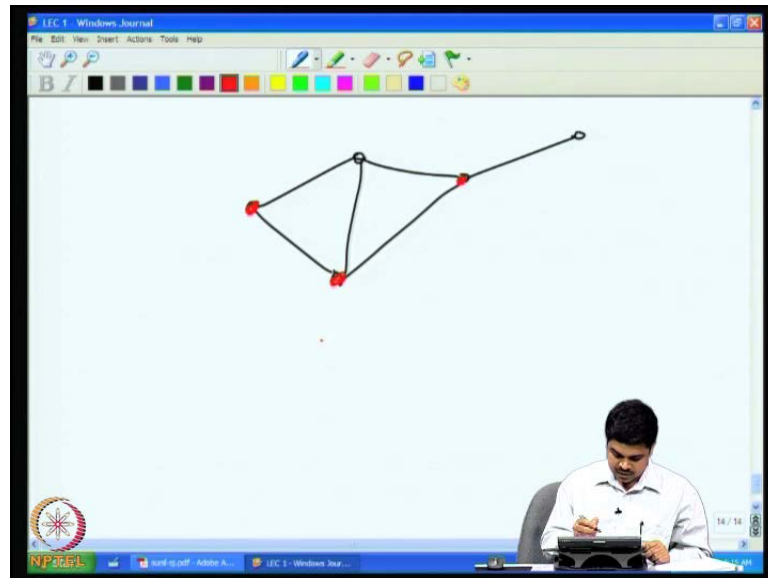 LEC 1 - Windows Journal
File Edit View Insert Actions Tools Help
B I
14 / 14
NPTEL
LEC 1 - Windows Jour...